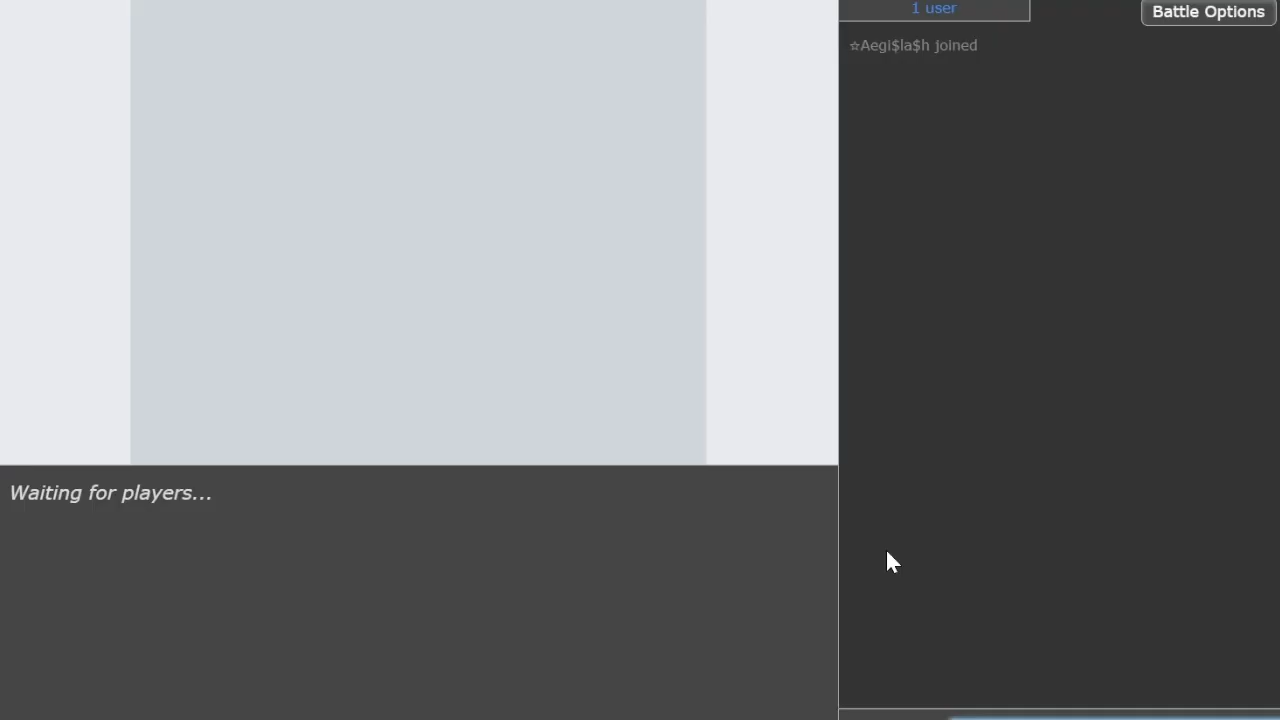 1 user
Battle Options
☆Aegi$la$h joined
Waiting for players...